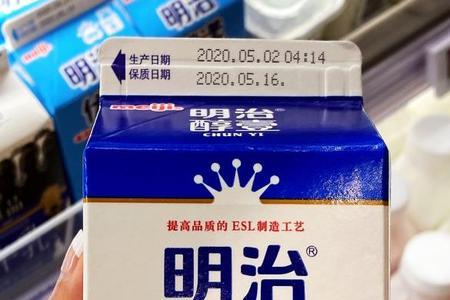 生产日期 2020.05.02 04:14
保质日期 2020.05.16.
meiji 明治
醇壹
CHUN YI
提高品质的 ESL制造工艺
明治®